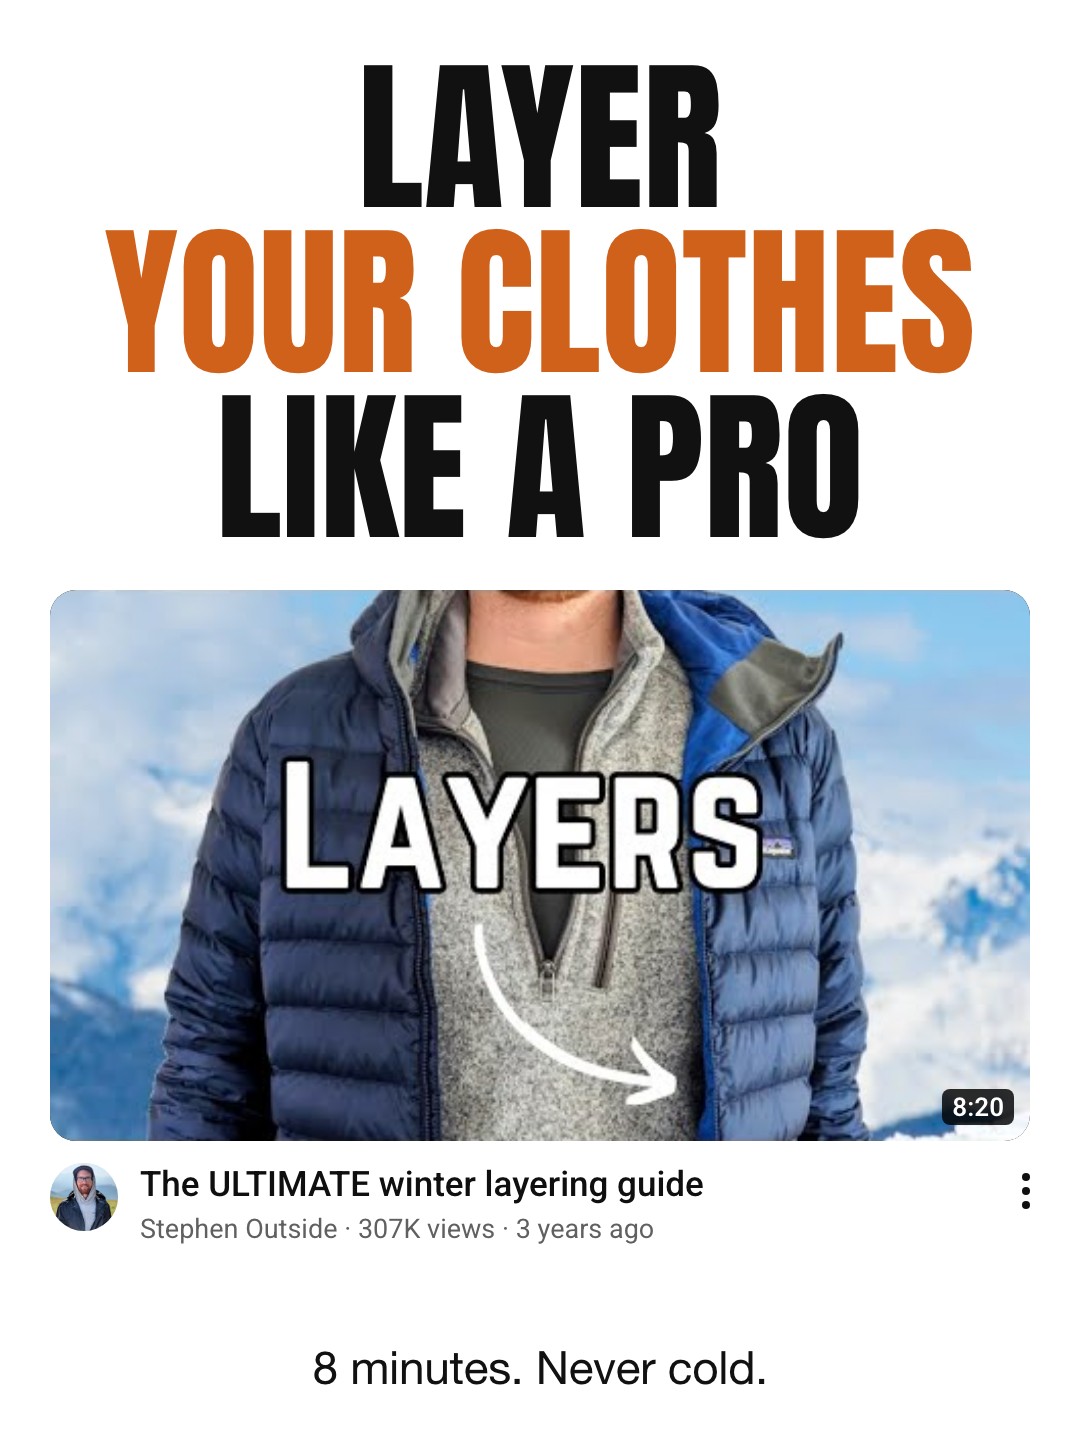 LAYER
YOUR CLOTHES
LIKE A PRO
LAYERS
8:20
The ULTIMATE winter layering guide
Stephen Outside · 307K views · 3 years ago
8 minutes. Never cold.